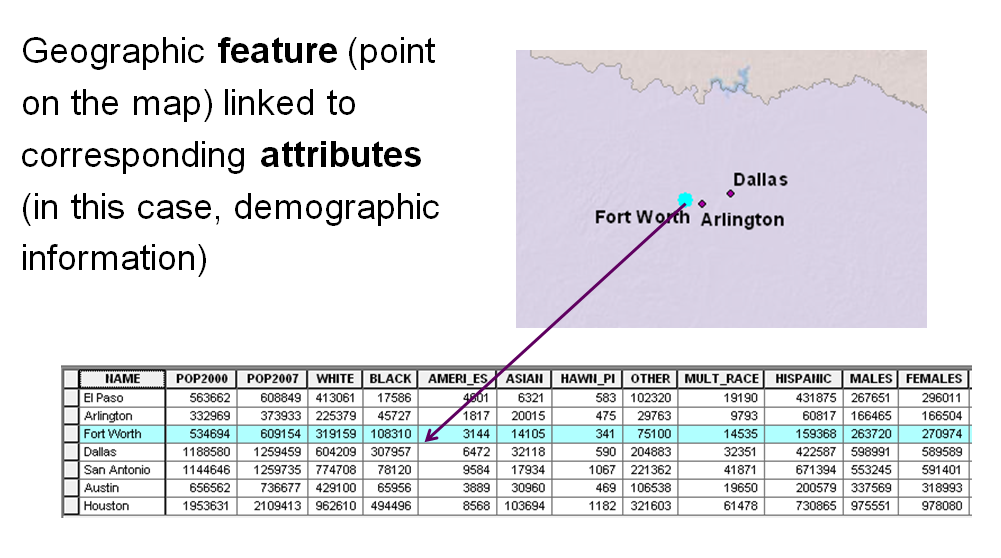 Geographic feature (point
on the map) linked to
corresponding attributes
(in this case, demographic
information)
Dallas
Fort Worth
Arlington
NAME POP2000 POP2007 WHITE BLACK AMERI_ES ASIAN HAWN_PI OTHER MULT_RACE HISPANIC MALES FEMALES
El Paso 563662 608849 413061 17586 4601 6321 583 102320 19190 431875 267651 296011
Arlington 332969 373933 225379 45727 1817 20015 475 29763 9793 60817 166465 166504
Fort Worth 534694 609154 319159 108310 3144 14105 341 75100 14535 159368 263720 270974
Dallas 1188580 1259459 604209 307957 6472 32118 590 204883 32351 422587 598991 589589
San Antonio 1144646 1259735 774708 78120 9584 17934 1067 221362 41871 671394 553245 591401
Austin 656562 736677 429100 65956 3889 30960 469 106538 19650 200579 337569 318993
Houston 1953631 2109413 962610 494496 8568 103694 1182 321603 61478 730865 975551 978080